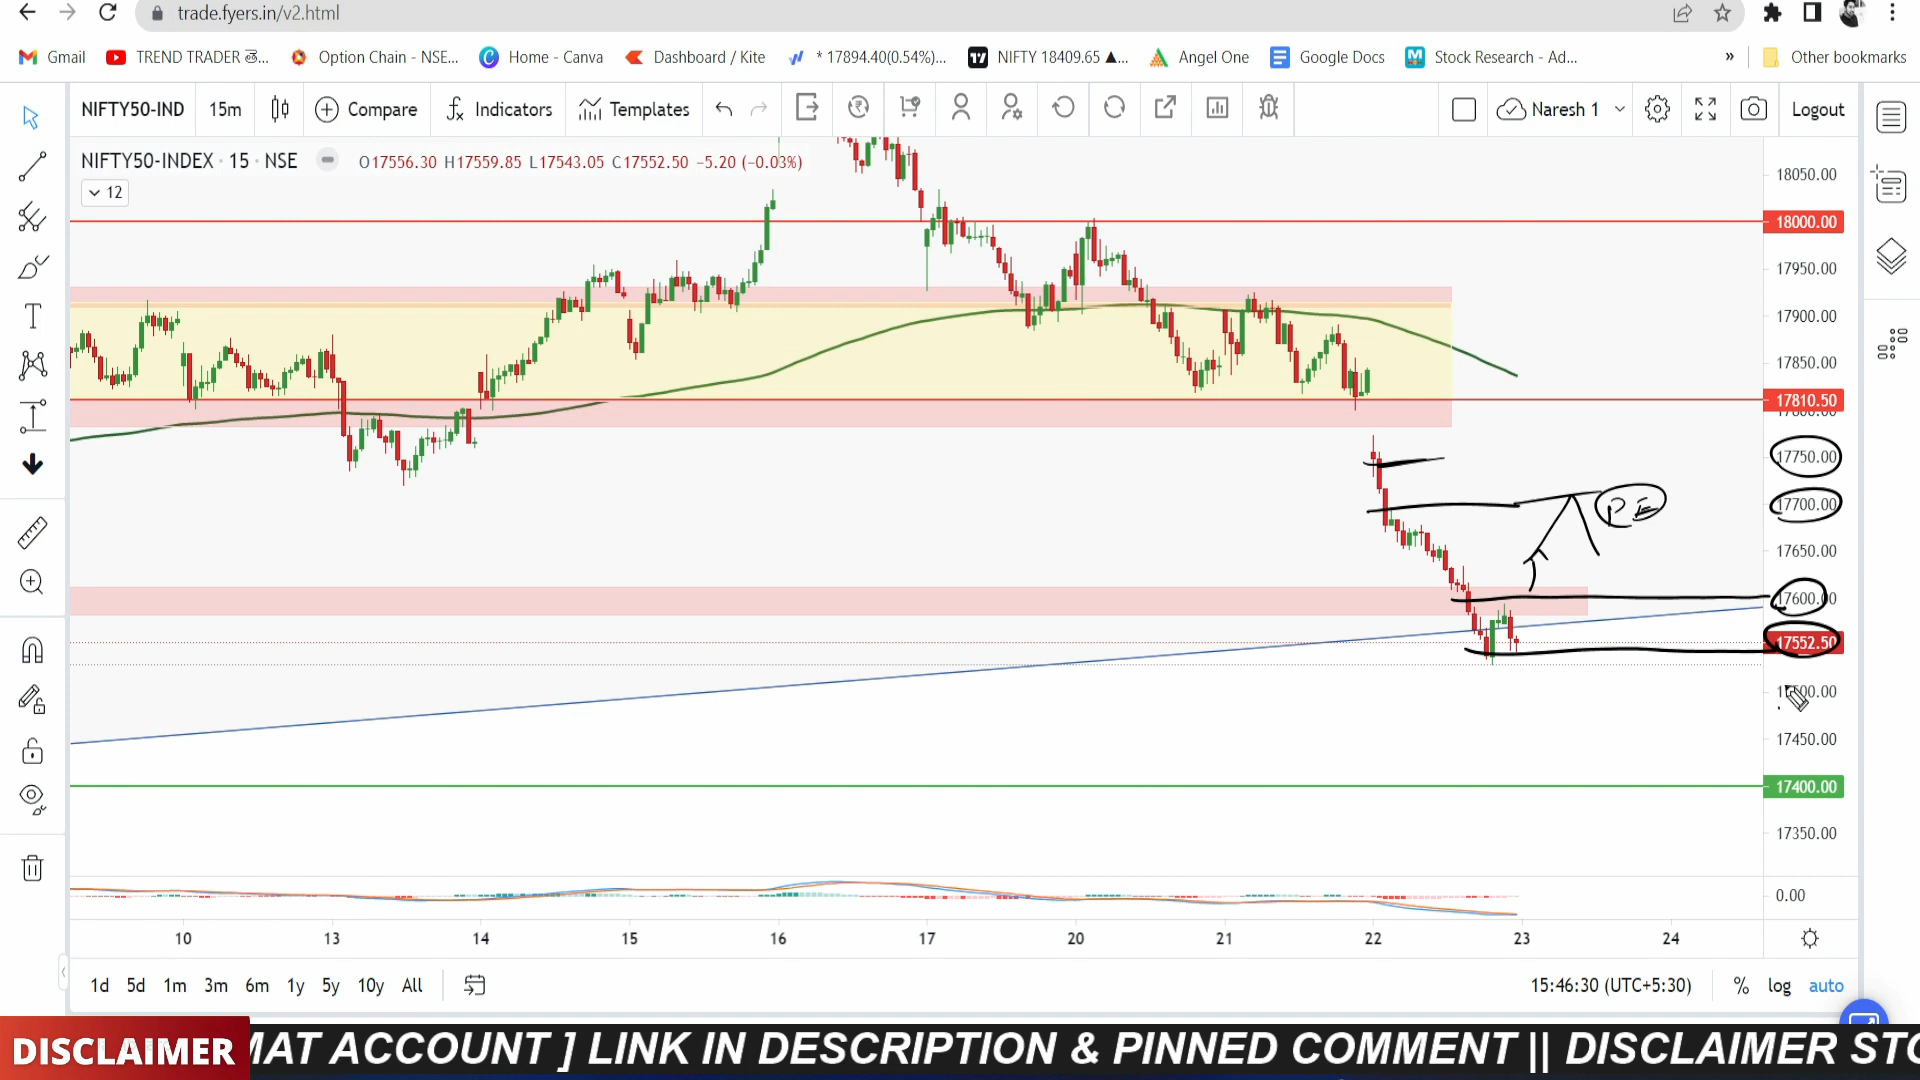 trade.fyers.in/v2.html
Gmail
TREND TRADER
Option Chain - NSE...
Home - Canva
Dashboard / Kite
* 17894.40(0.54%)...
NIFTY 18409.65 ▲...
Angel One
Google Docs
Stock Research - Ad...
»
Other bookmarks
NIFTY50-IND
15m
Compare
Indicators
Templates
Naresh 1
Logout
NIFTY50-INDEX · 15 · NSE
O17556.30 H17559.85 L17543.05 C17552.50 −5.20 (−0.03%)
12
18050.00
18000.00
17950.00
17900.00
17850.00
17810.50
17800.00
17750.00
17700.00
PE
17650.00
17600.00
17552.50
17450.00
17400.00
17350.00
0.00
10 13 14 15 16 17 20 21 22 23 24
1d 5d 1m 3m 6m 1y 5y 10y All
15:46:30 (UTC+5:30)
% log auto
DISCLAIMER
MAT ACCOUNT ] LINK IN DESCRIPTION & PINNED COMMENT || DISCLAIMER